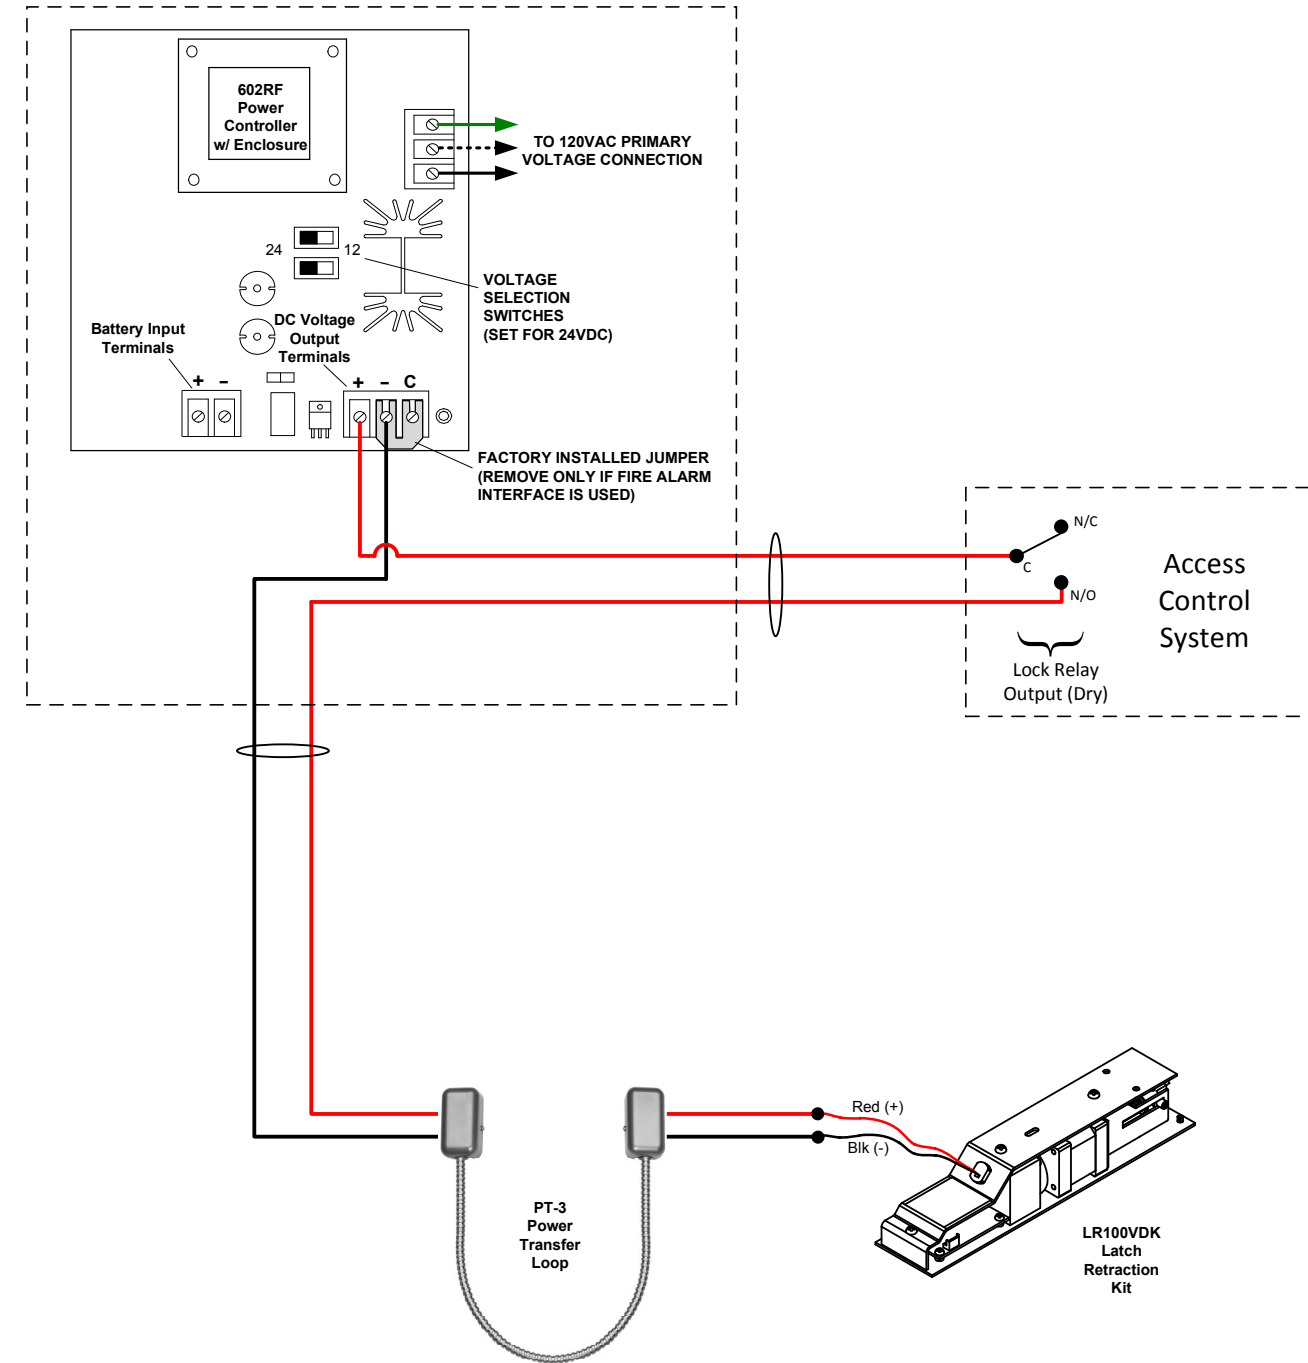 602RF
Power
Controller
w/ Enclosure
TO 120VAC PRIMARY
VOLTAGE CONNECTION
24
12
VOLTAGE
SELECTION
SWITCHES
(SET FOR 24VDC)
Battery Input
Terminals
DC Voltage
Output
Terminals
+ -
+ - C
FACTORY INSTALLED JUMPER
(REMOVE ONLY IF FIRE ALARM
INTERFACE IS USED)
N/C
C
N/O
Access
Control
System
Lock Relay
Output (Dry)
Red (+)
Blk (-)
PT-3
Power
Transfer
Loop
LR100VDK
Latch
Retraction
Kit